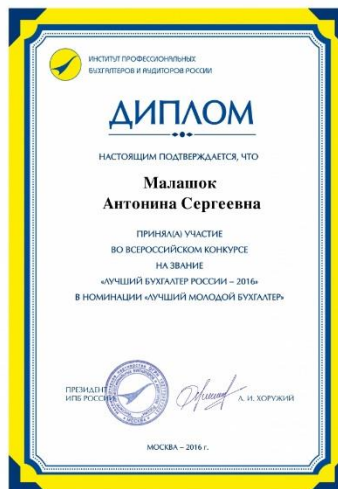 ИНСТИТУТ ПРОФЕССИОНАЛЬНЫХ
БУХГАЛТЕРОВ И АУДИТОРОВ РОССИИ
ДИПЛОМ
НАСТОЯЩИМ ПОДТВЕРЖДАЕТСЯ, ЧТО
Малашок
Антонина Сергеевна
ПРИНЯЛ(А) УЧАСТИЕ
ВО ВСЕРОССИЙСКОМ КОНКУРСЕ
НА ЗВАНИЕ
«ЛУЧШИЙ БУХГАЛТЕР РОССИИ – 2016»
В НОМИНАЦИИ «ЛУЧШИЙ МОЛОДОЙ БУХГАЛТЕР»
ПРЕЗИДЕНТ
ИПБ РОССИИ
Л. И. ХОРУЖИЙ
МОСКВА – 2016 г.